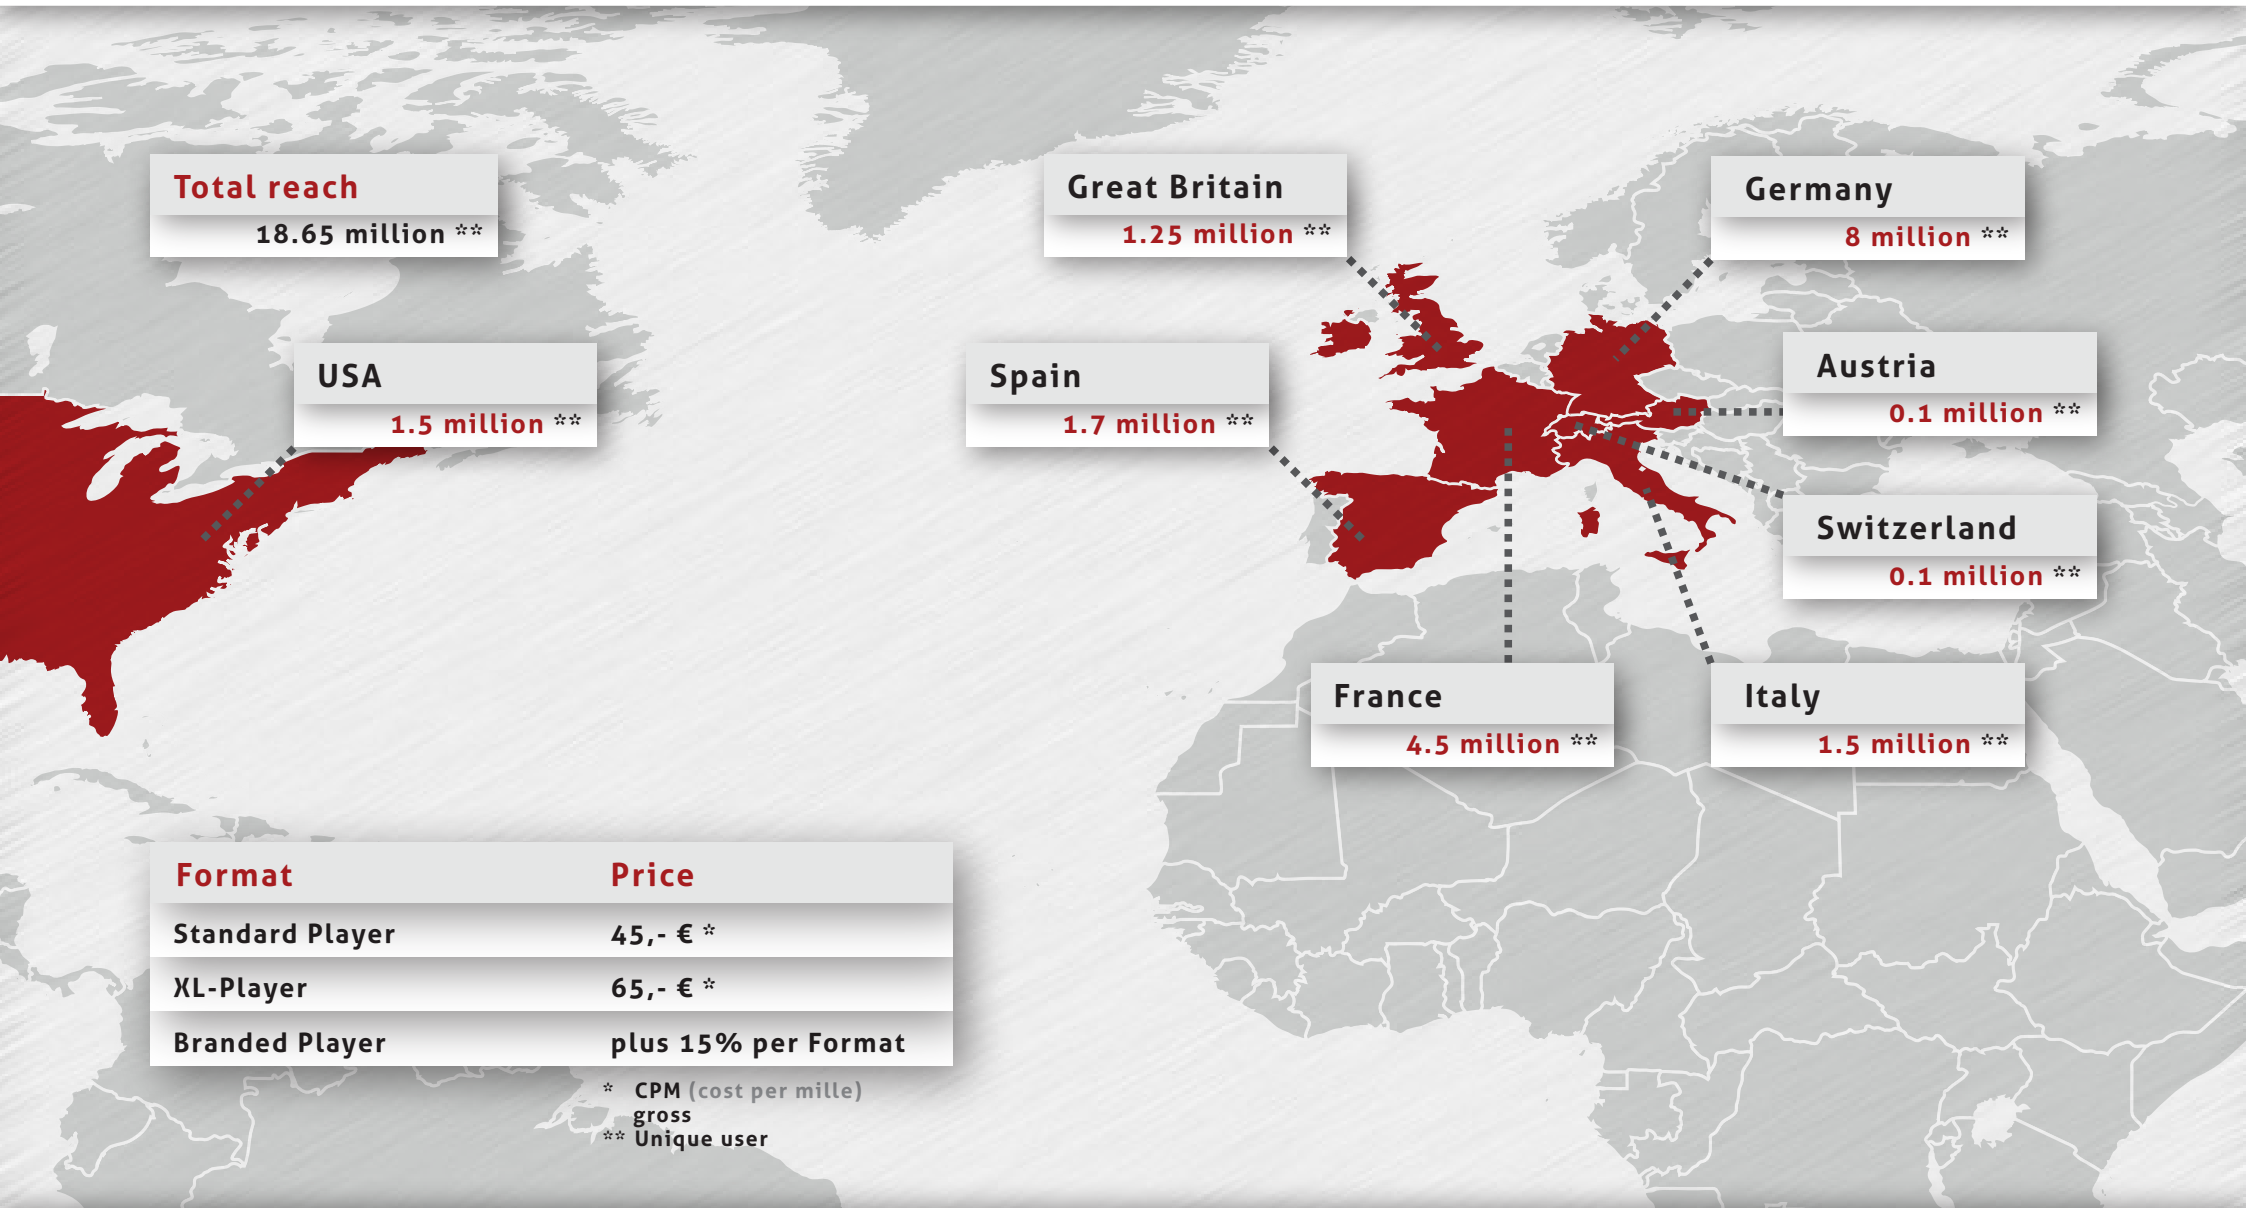 Total reach
18.65 million **
Great Britain
1.25 million **
Germany
8 million **
USA
1.5 million **
Spain
1.7 million **
Austria
0.1 million **
Switzerland
0.1 million **
France
4.5 million **
Italy
1.5 million **
Format Price
Standard Player 45,- € *
XL-Player 65,- € *
Branded Player plus 15% per Format
* CPM (cost per mille)
gross
** Unique user